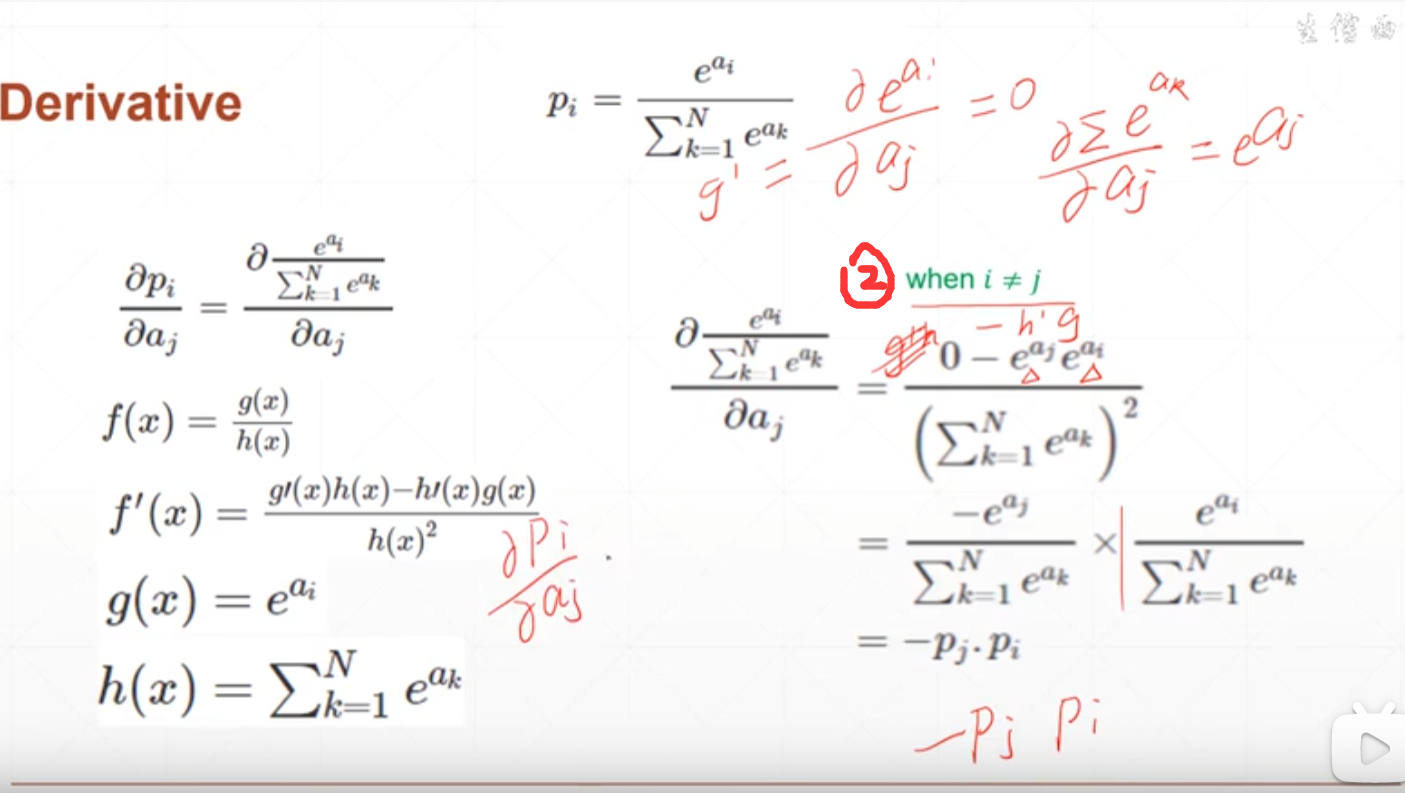 Derivative
p_i = \frac{e^{a_i}}{\sum_{k=1}^{N} e^{a_k}}
g' = \frac{\partial e^{a_i}}{\partial a_j} = 0
\frac{\partial \sum e^{a_k}}{\partial a_j} = e^{a_j}
\frac{\partial p_i}{\partial a_j} = \frac{\partial \frac{e^{a_i}}{\sum_{k=1}^{N} e^{a_k}}}{\partial a_j}
f(x) = \frac{g(x)}{h(x)}
f'(x) = \frac{g\prime(x)h(x)-h\prime(x)g(x)}{h(x)^2}
\frac{\partial P_i}{\partial a_j}
g(x) = e^{a_i}
h(x) = \sum_{k=1}^{N} e^{a_k}
② when i ≠ j
- h' g
\frac{\partial \frac{e^{a_i}}{\sum_{k=1}^{N} e^{a_k}}}{\partial a_j} = \frac{0 - e^{a_j} e^{a_i}}{\left(\sum_{k=1}^{N} e^{a_k}\right)^2}
= \frac{-e^{a_j}}{\sum_{k=1}^{N} e^{a_k}} × \frac{e^{a_i}}{\sum_{k=1}^{N} e^{a_k}}
= -p_j . p_i
-P_j P_i